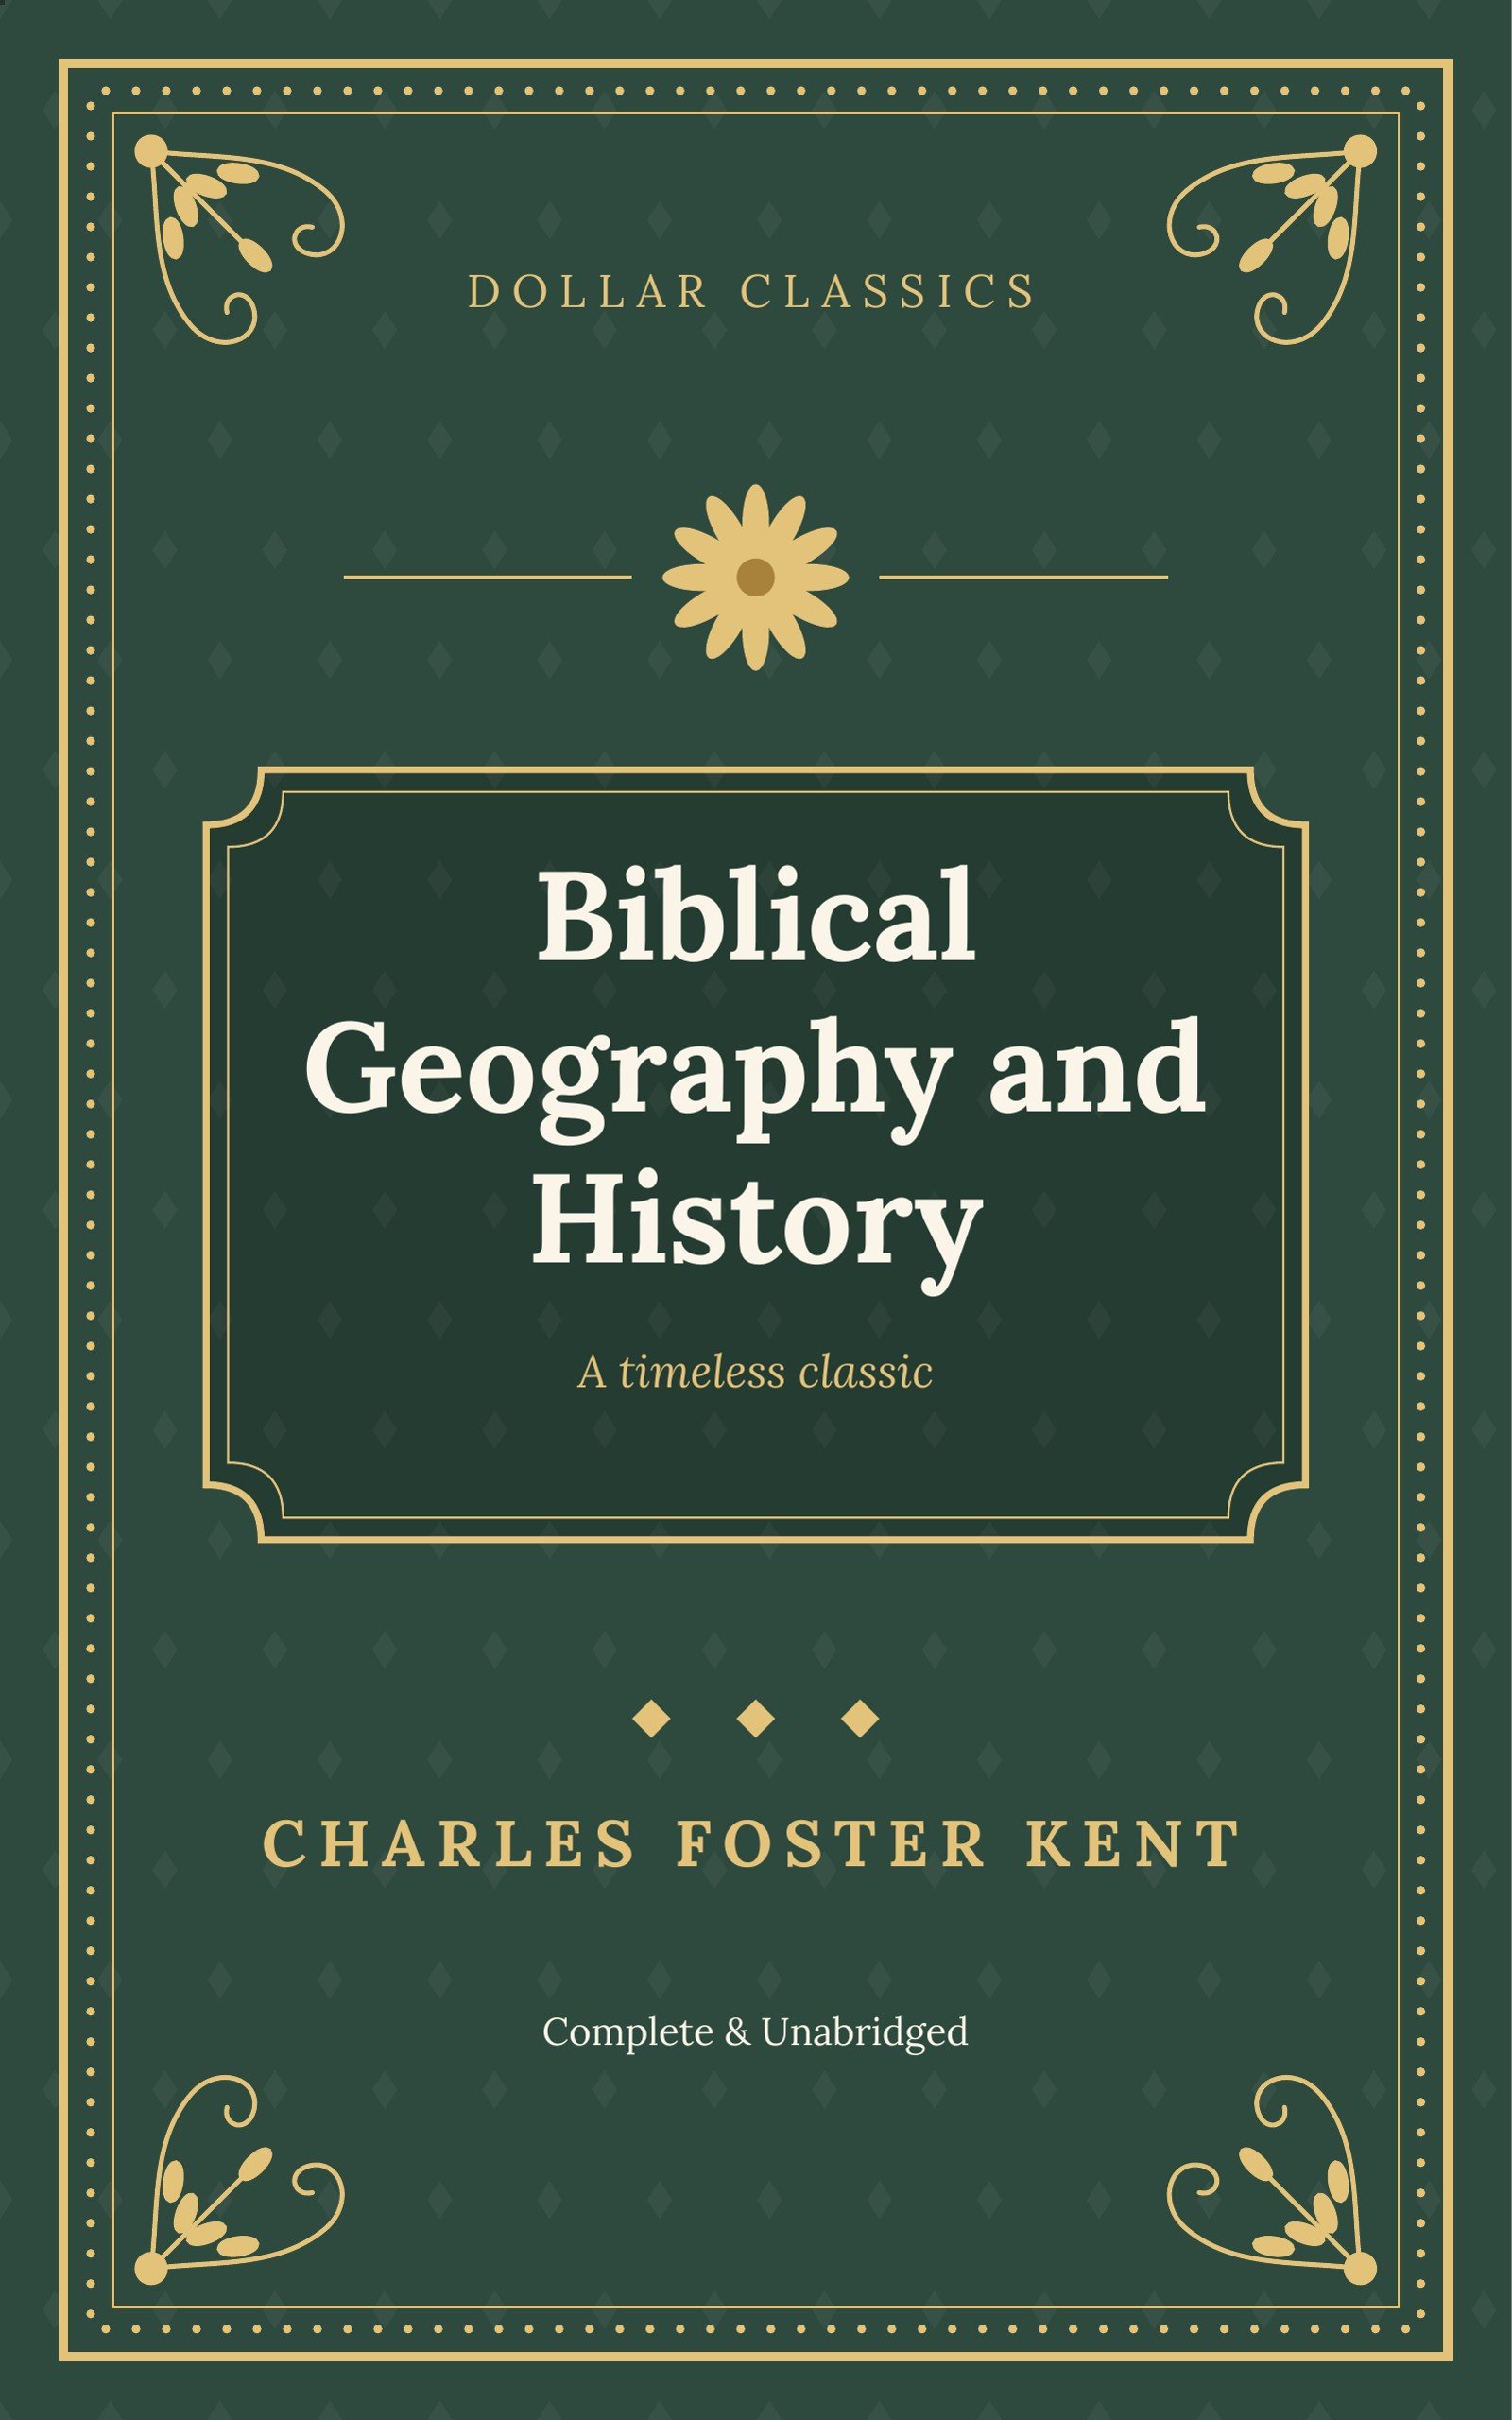 DOLLAR CLASSICS
Biblical
Geography and
History
A timeless classic
CHARLES FOSTER KENT
Complete & Unabridged